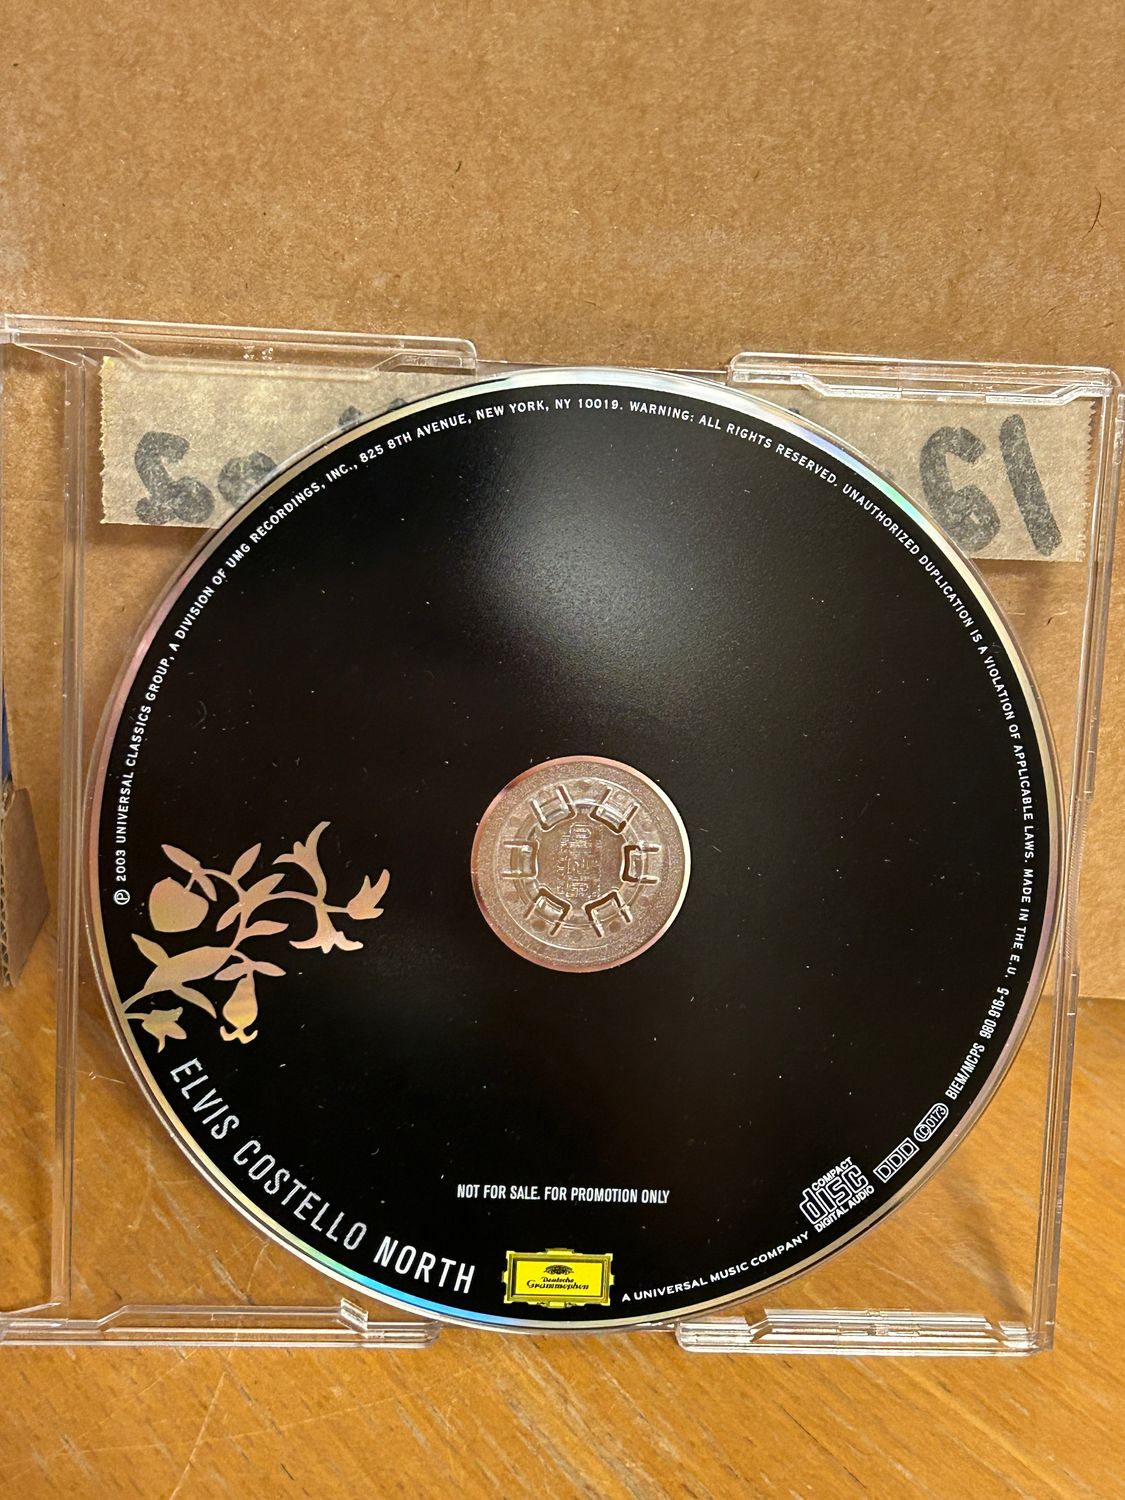 ℗ 2003 UNIVERSAL CLASSICS GROUP, A DIVISION OF UMG RECORDINGS, INC., 825 8TH AVENUE, NEW YORK, NY 10019. WARNING: ALL RIGHTS RESERVED. UNAUTHORIZED DUPLICATION IS A VIOLATION OF APPLICABLE LAWS. MADE IN THE E.U.
BIEM/MCPS 980 916-5
LC 0173
DDD
COMPACT
disc
DIGITAL AUDIO
NOT FOR SALE. FOR PROMOTION ONLY
ELVIS COSTELLO NORTH
Deutsche
Grammophon
A UNIVERSAL MUSIC COMPANY